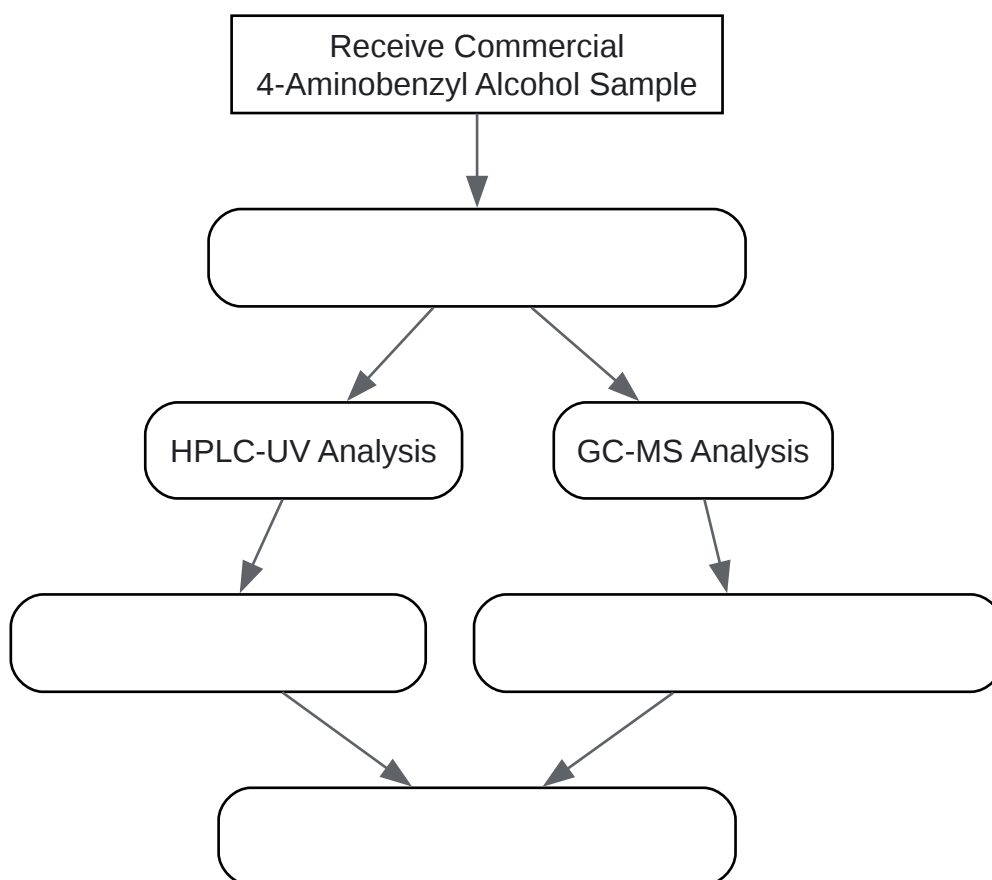 Receive Commercial
4-Aminobenzyl Alcohol Sample
HPLC-UV Analysis
GC-MS Analysis